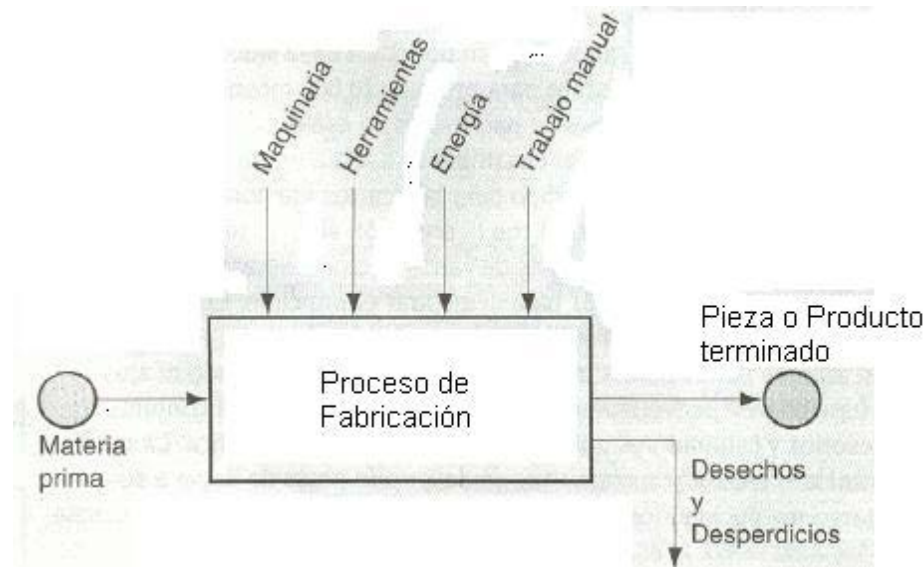 Maquinaria
Herramientas
Energía
Trabajo manual
Pieza o Producto
terminado
Proceso de
Fabricación
Materia
prima
Desechos
y
Desperdicios